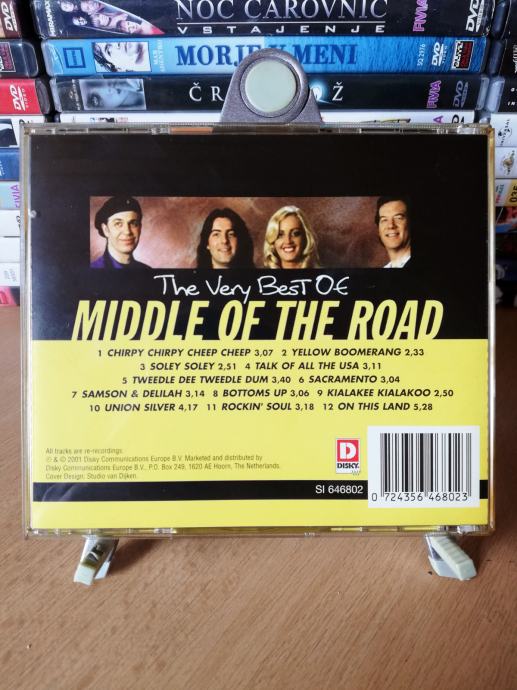 NOČ ČAROVNIC
VSTAJENJE
MORJE V MENI
DVD
FIVIA
The Very Best Of
MIDDLE OF THE ROAD
1 CHIRPY CHIRPY CHEEP CHEEP 3,07 2 YELLOW BOOMERANG 2,33
3 SOLEY SOLEY 2,51 4 TALK OF ALL THE USA 3,11
5 TWEEDLE DEE TWEEDLE DUM 3,40 6 SACRAMENTO 3,04
7 SAMSON & DELILAH 3,14 8 BOTTOMS UP 3,06 9 KIALAKEE KIALAKOO 2,50
10 UNION SILVER 4,17 11 ROCKIN' SOUL 3,18 12 ON THIS LAND 5,28
All tracks are re-recordings.
℗ & © 2001 Disky Communications Europe B.V. Marketed and distributed by
Disky Communications Europe B.V., P.O. Box 249, 1620 AE Hoorn, The Netherlands.
Cover Design: Studio van Dijken.
D
DISKY
SI 646802
0 724356 468023